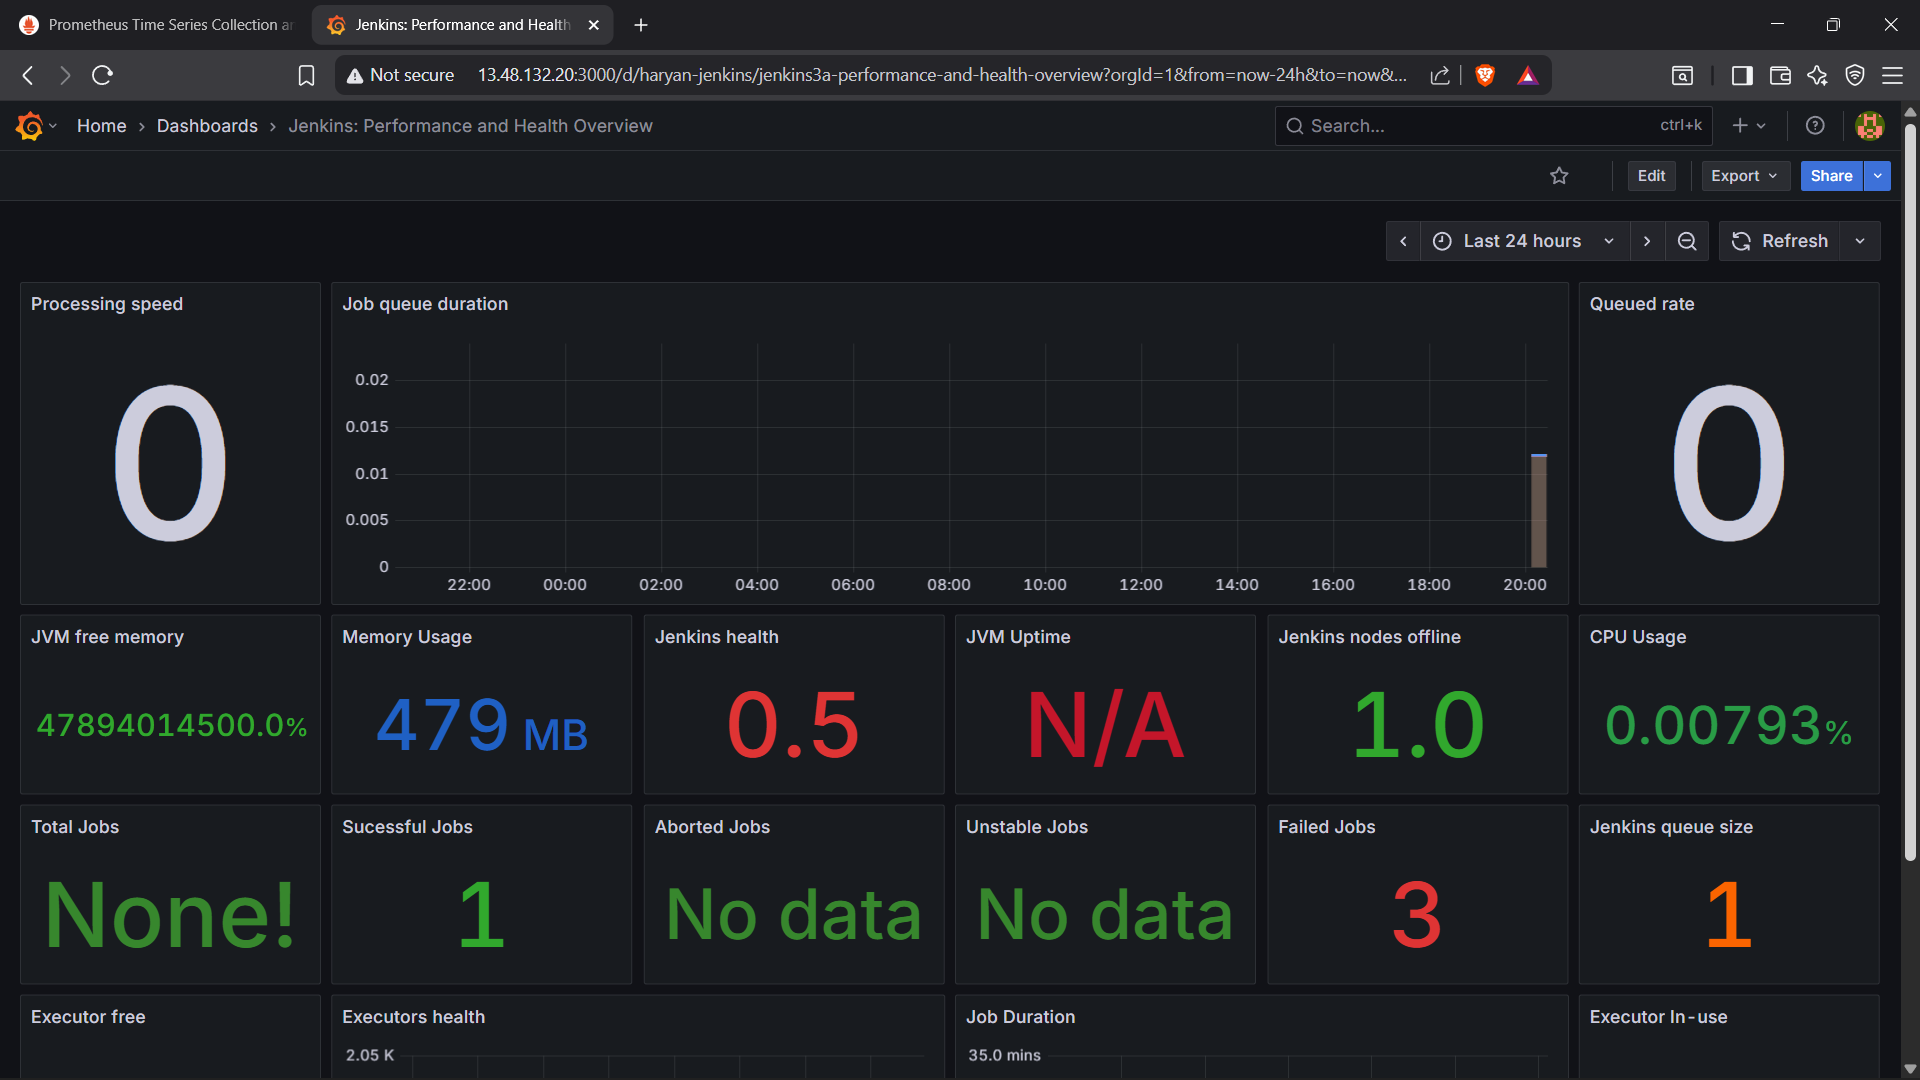 Prometheus Time Series Collection ar
Jenkins: Performance and Health
Not secure 13.48.132.20:3000/d/haryan-jenkins/jenkins3a-performance-and-health-overview?orgId=1&from=now-24h&to=now&...
Home › Dashboards › Jenkins: Performance and Health Overview
Search... ctrl+k
Edit Export Share
Last 24 hours Refresh
Processing speed
0
Job queue duration
0.02
0.015
0.01
0.005
0
22:00 00:00 02:00 04:00 06:00 08:00 10:00 12:00 14:00 16:00 18:00 20:00
Queued rate
0
JVM free memory
47894014500.0%
Memory Usage
479 MB
Jenkins health
0.5
JVM Uptime
N/A
Jenkins nodes offline
1.0
CPU Usage
0.00793%
Total Jobs
None!
Sucessful Jobs
1
Aborted Jobs
No data
Unstable Jobs
No data
Failed Jobs
3
Jenkins queue size
1
Executor free
Executors health
2.05 K
Job Duration
35.0 mins
Executor In-use